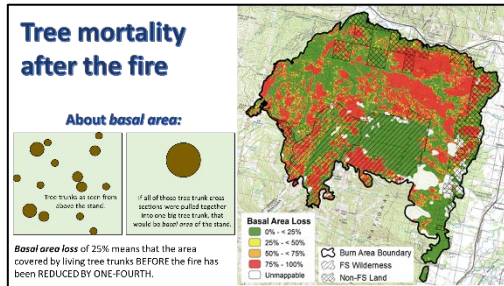 Tree mortality
after the fire
About basal area:
Tree trunks as seen from
above the stand.
If all of those tree trunk cross
sections were pulled together
into one big tree trunk, that
would be basal area of the stand.
Basal area loss of 25% means that the area
covered by living tree trunks BEFORE the fire has
been REDUCED BY ONE-FOURTH.
Basal Area Loss
0% - < 25%
25% - < 50%
50% - < 75%
75% - 100%
Unmappable
Burn Area Boundary
FS Wilderness
Non-FS Land